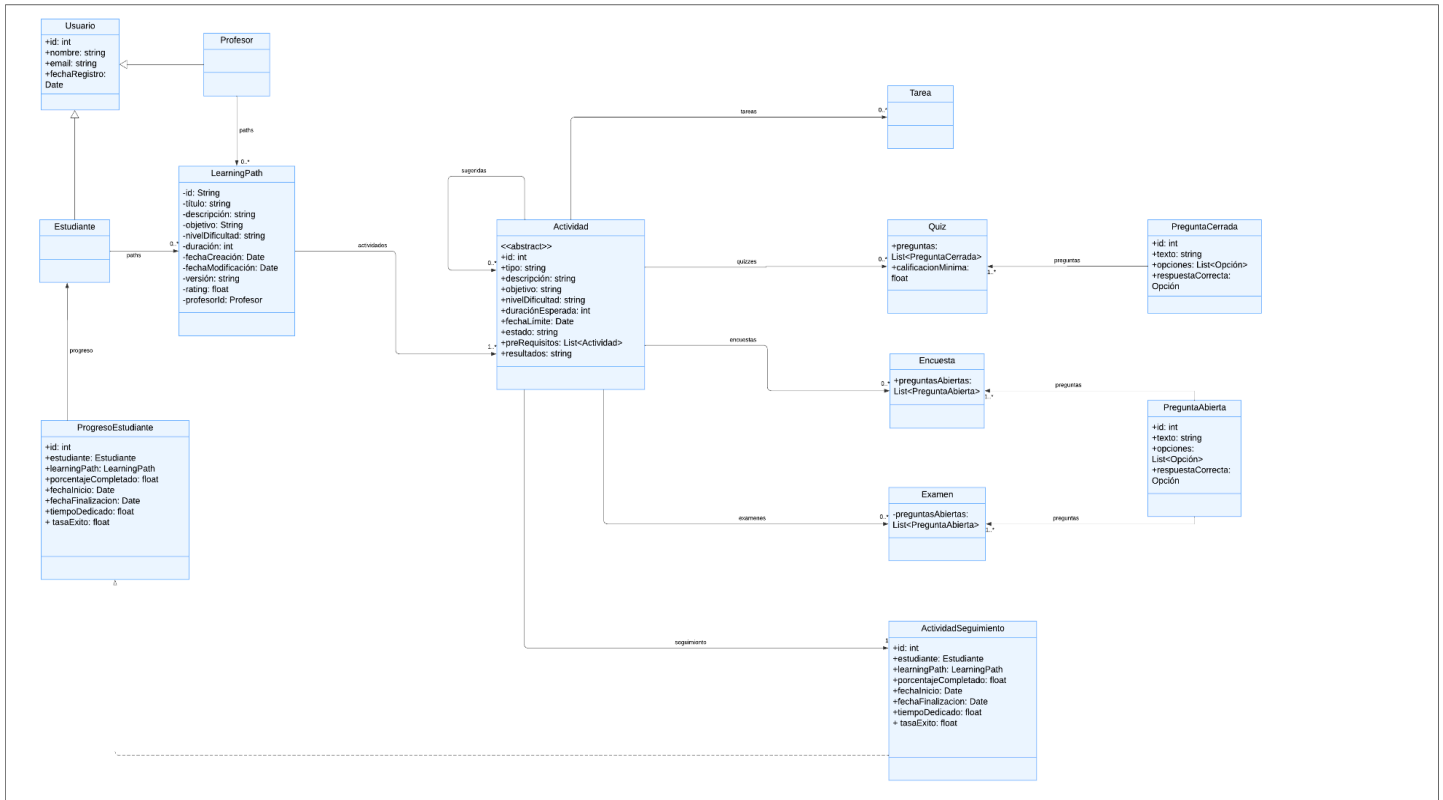 Usuario
+id: int
+nombre: string
+email: string
+fechaRegistro:
Date
Profesor
paths
0..*
LearningPath
-id: String
-título: string
-descripción: string
-objetivo: String
-nivelDificultad: string
-duración: int
-fechaCreación: Date
-fechaModificación: Date
-versión: string
-rating: float
-profesorId: Profesor
Estudiante
paths
0..*
progreso
ProgresoEstudiante
+id: int
+estudiante: Estudiante
+learningPath: LearningPath
+porcentajeCompletado: float
+fechaInicio: Date
+fechaFinalizacion: Date
+tiempoDedicado: float
+ tasaExito: float
actividades
1..*
sugeridas
0..*
Actividad
<<abstract>>
+id: int
+tipo: string
+descripción: string
+objetivo: string
+nivelDificultad: string
+duraciónEsperada: int
+fechaLímite: Date
+estado: string
+preRequisitos: List<Actividad>
+resultados: string
tareas
0..*
Tarea
quizzes
0..*
Quiz
+preguntas:
List<PreguntaCerrada>
+calificacionMinima:
float
preguntas
1..*
PreguntaCerrada
+id: int
+texto: string
+opciones: List<Opción>
+respuestaCorrecta:
Opción
encuestas
0..*
Encuesta
+preguntasAbiertas:
List<PreguntaAbierta>
preguntas
1..*
PreguntaAbierta
+id: int
+texto: string
+opciones:
List<Opción>
+respuestaCorrecta:
Opción
examenes
0..*
Examen
-preguntasAbiertas:
List<PreguntaAbierta>
preguntas
1..*
seguimiento
1
ActividadSeguimiento
+id: int
+estudiante: Estudiante
+learningPath: LearningPath
+porcentajeCompletado: float
+fechaInicio: Date
+fechaFinalizacion: Date
+tiempoDedicado: float
+ tasaExito: float